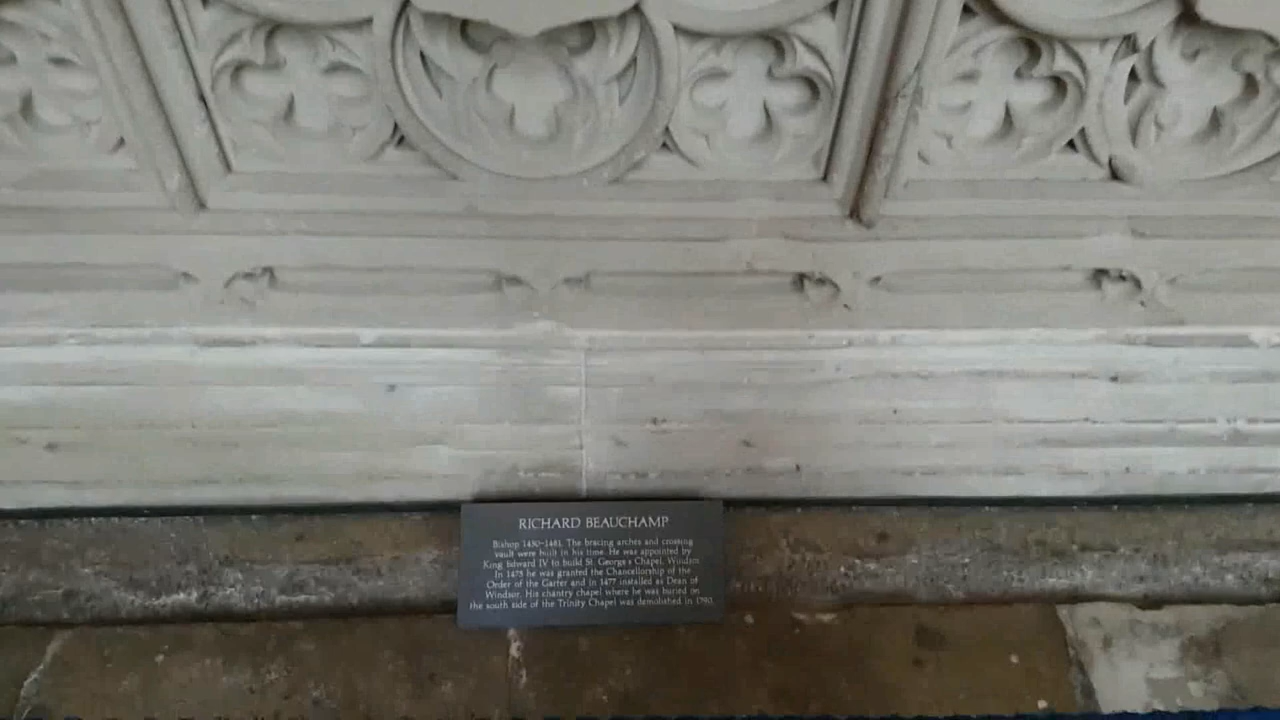 RICHARD BEAUCHAMP
Bishop 1450-1481. The bracing arches and crossing
vault were built in his time. He was appointed by
King Edward IV to build St. George's Chapel, Windsor.
In 1475 he was granted the Chancellorship of the
Order of the Garter and in 1477 installed as Dean of
Windsor. His chantry chapel where he was buried on
the south side of the Trinity Chapel was demolished in 1790.